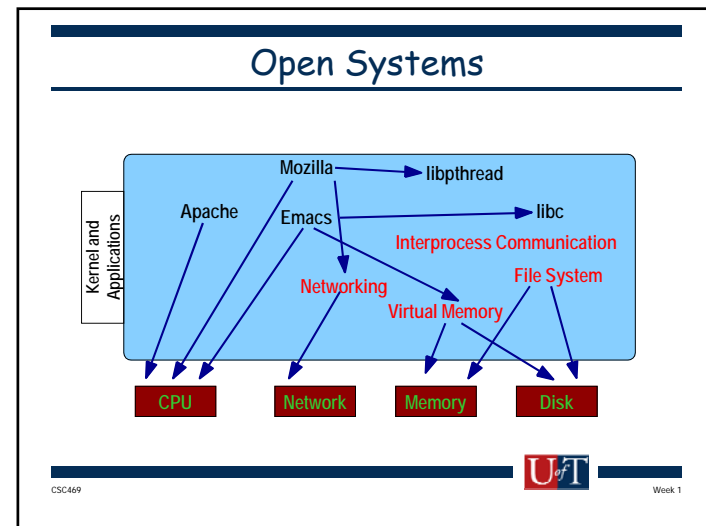 Open Systems
Mozilla
libpthread
Apache
Emacs
libc
Kernel and
Applications
Interprocess Communication
File System
Networking
Virtual Memory
CPU
Network
Memory
Disk
CSC469
U of T
Week 1